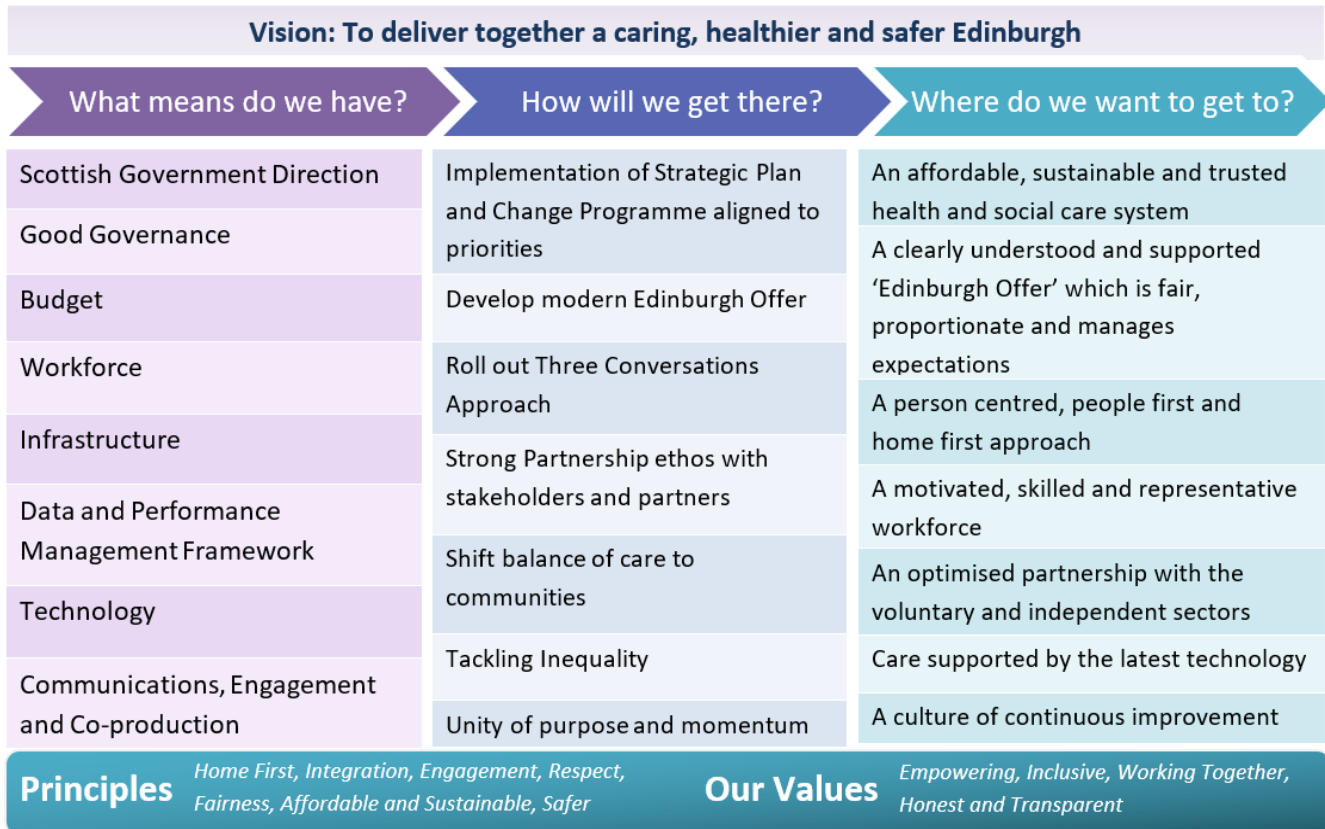 Vision: To deliver together a caring, healthier and safer Edinburgh
What means do we have?
How will we get there?
Where do we want to get to?
Scottish Government Direction
Good Governance
Budget
Workforce
Infrastructure
Data and Performance
Management Framework
Technology
Communications, Engagement
and Co-production
Implementation of Strategic Plan
and Change Programme aligned to
priorities
Develop modern Edinburgh Offer
Roll out Three Conversations
Approach
Strong Partnership ethos with
stakeholders and partners
Shift balance of care to
communities
Tackling Inequality
Unity of purpose and momentum
An affordable, sustainable and trusted
health and social care system
A clearly understood and supported
‘Edinburgh Offer’ which is fair,
proportionate and manages
expectations
A person centred, people first and
home first approach
A motivated, skilled and representative
workforce
An optimised partnership with the
voluntary and independent sectors
Care supported by the latest technology
A culture of continuous improvement
Principles
Home First, Integration, Engagement, Respect,
Fairness, Affordable and Sustainable, Safer
Our Values
Empowering, Inclusive, Working Together,
Honest and Transparent